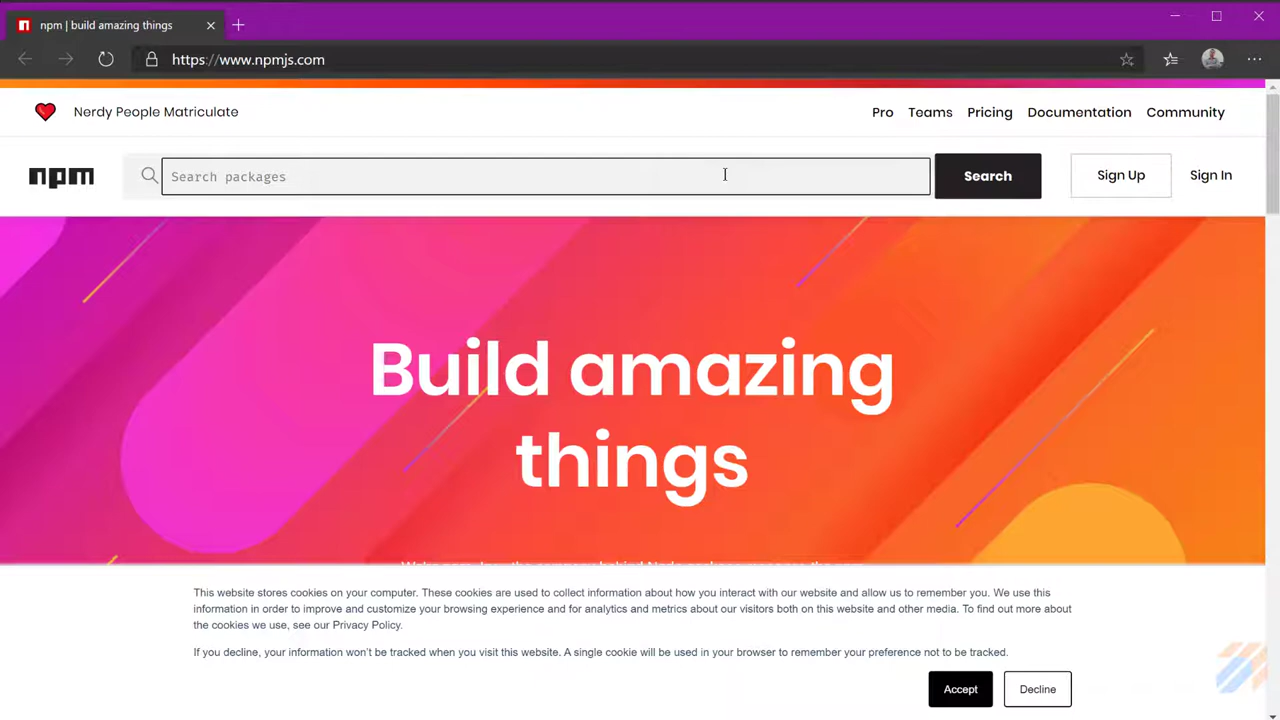 npm | build amazing things
https://www.npmjs.com
Nerdy People Matriculate
Pro Teams Pricing Documentation Community
npm
Search packages
Search
Sign Up
Sign In
Build amazing
things
This website stores cookies on your computer. These cookies are used to collect information about how you interact with our website and allow us to remember you. We use this
information in order to improve and customize your browsing experience and for analytics and metrics about our visitors both on this website and other media. To find out more about
the cookies we use, see our Privacy Policy.
If you decline, your information won't be tracked when you visit this website. A single cookie will be used in your browser to remember your preference not to be tracked.
Accept
Decline